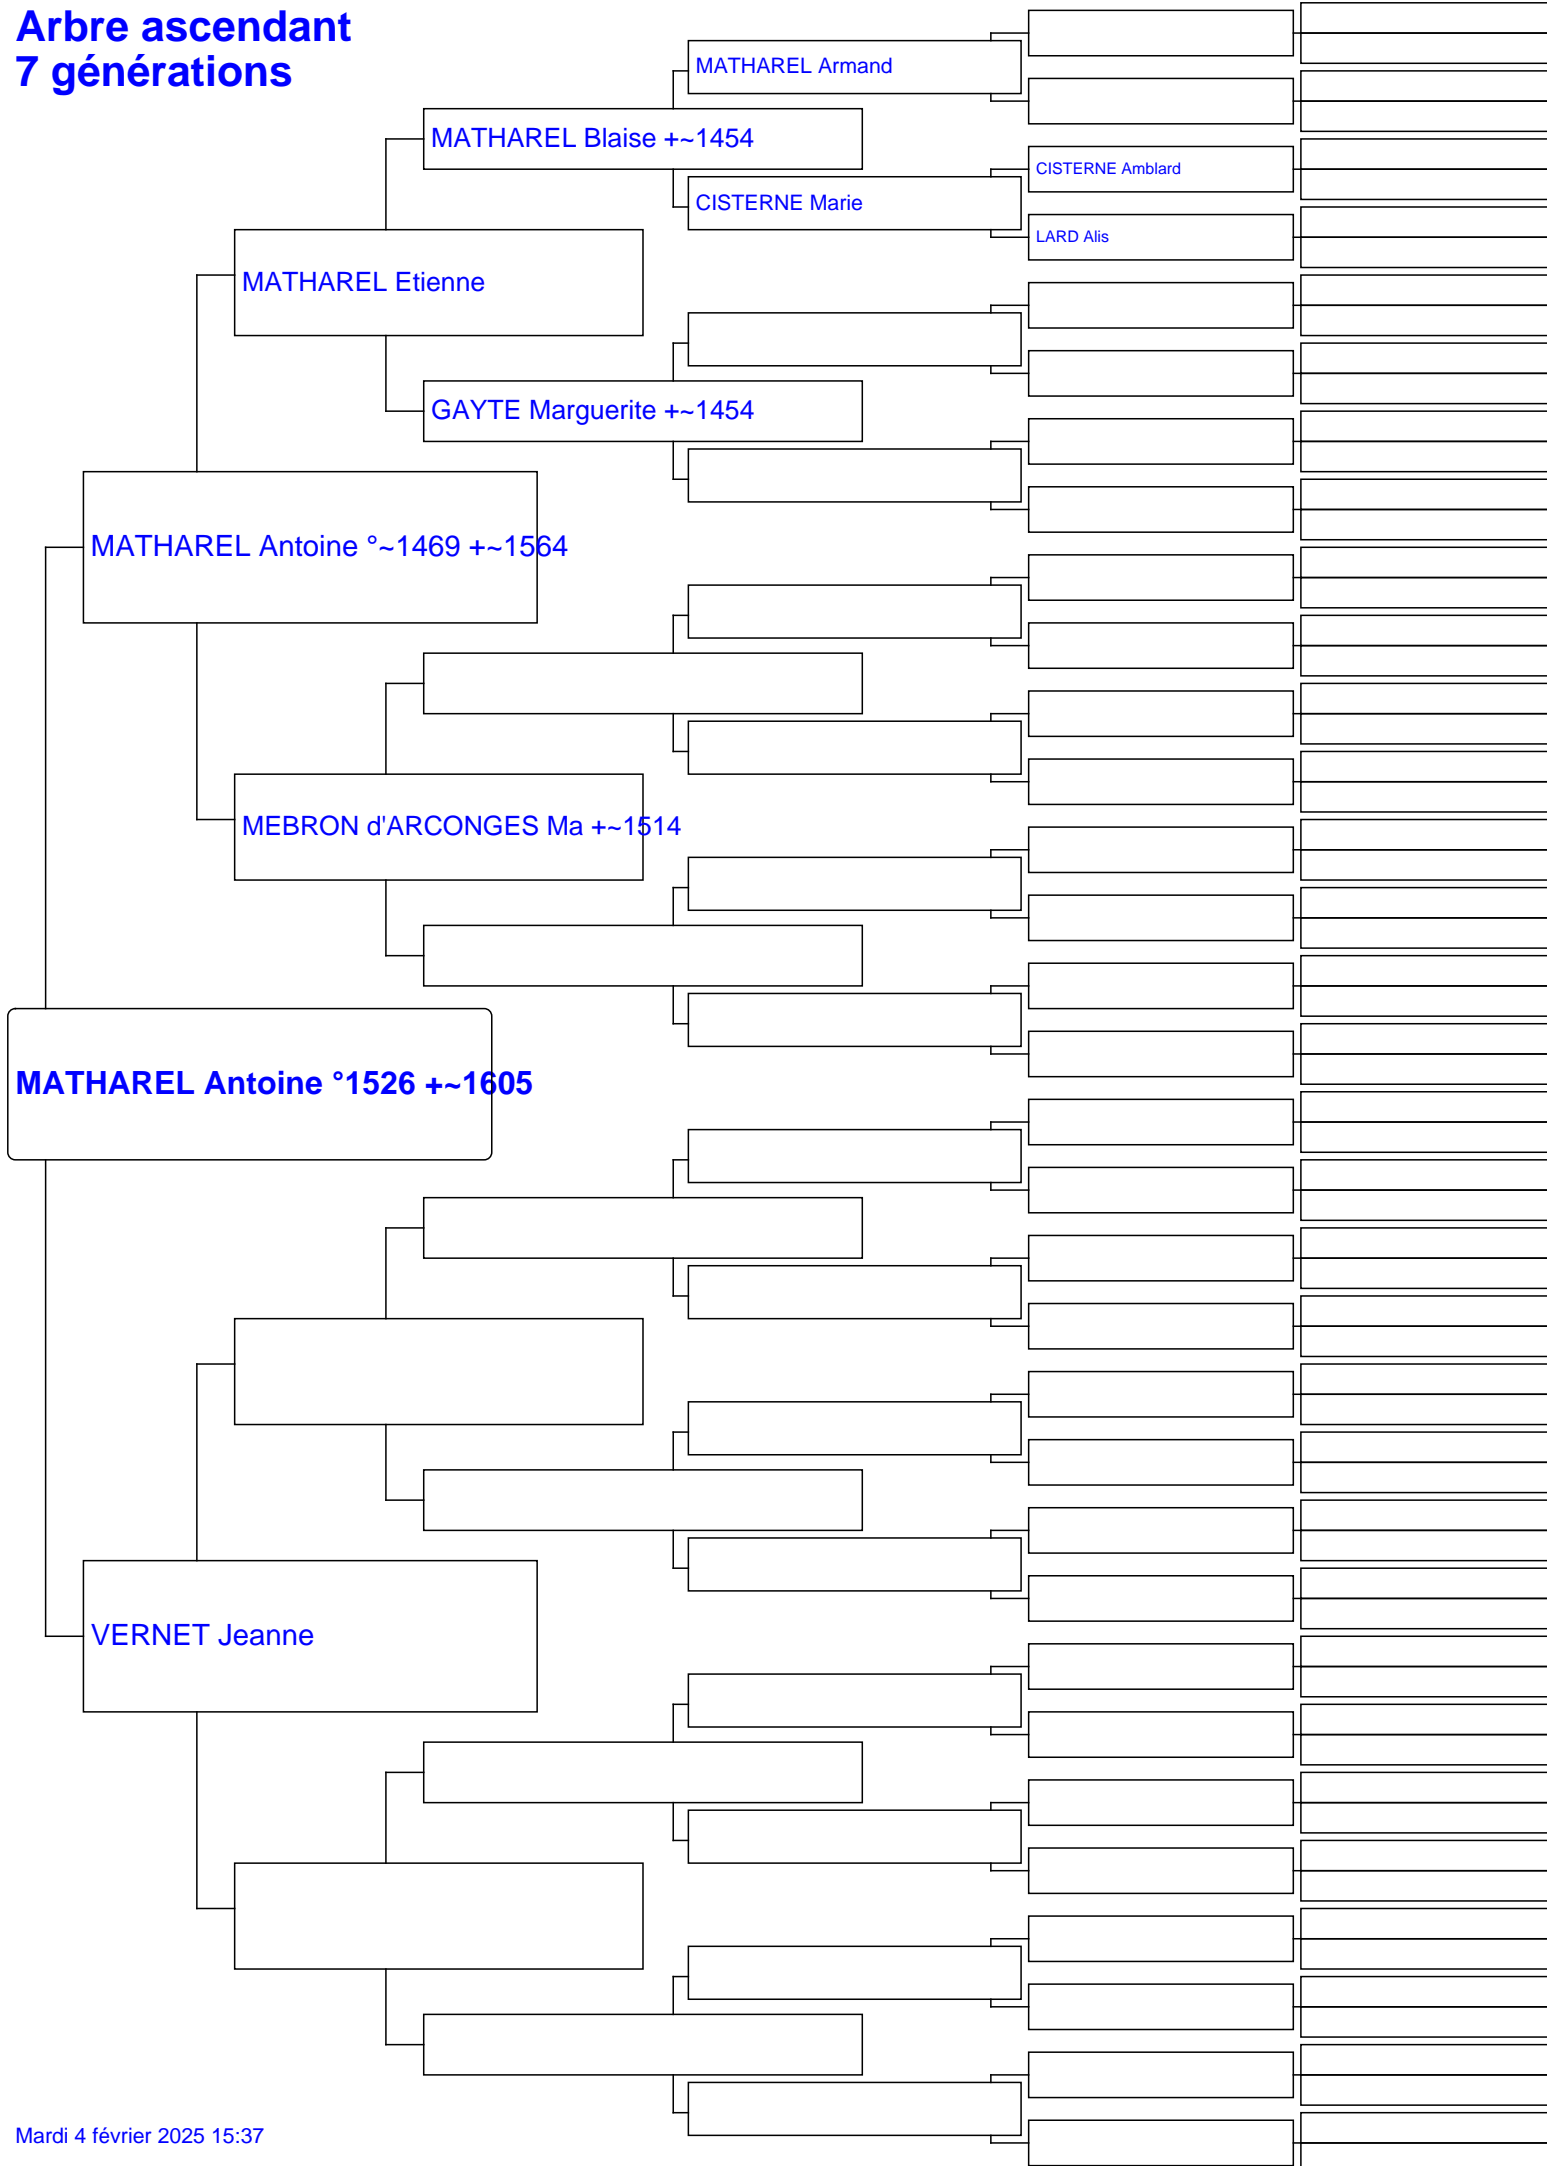 Arbre ascendant
7 générations
MATHAREL Armand
MATHAREL Blaise +~1454
CISTERNE Amblard
CISTERNE Marie
LARD Alis
MATHAREL Etienne
GAYTE Marguerite +~1454
MATHAREL Antoine °~1469 +~1564
MEBRON d'ARCONGES Ma +~1514
MATHAREL Antoine °1526 +~1605
VERNET Jeanne
Mardi 4 février 2025 15:37